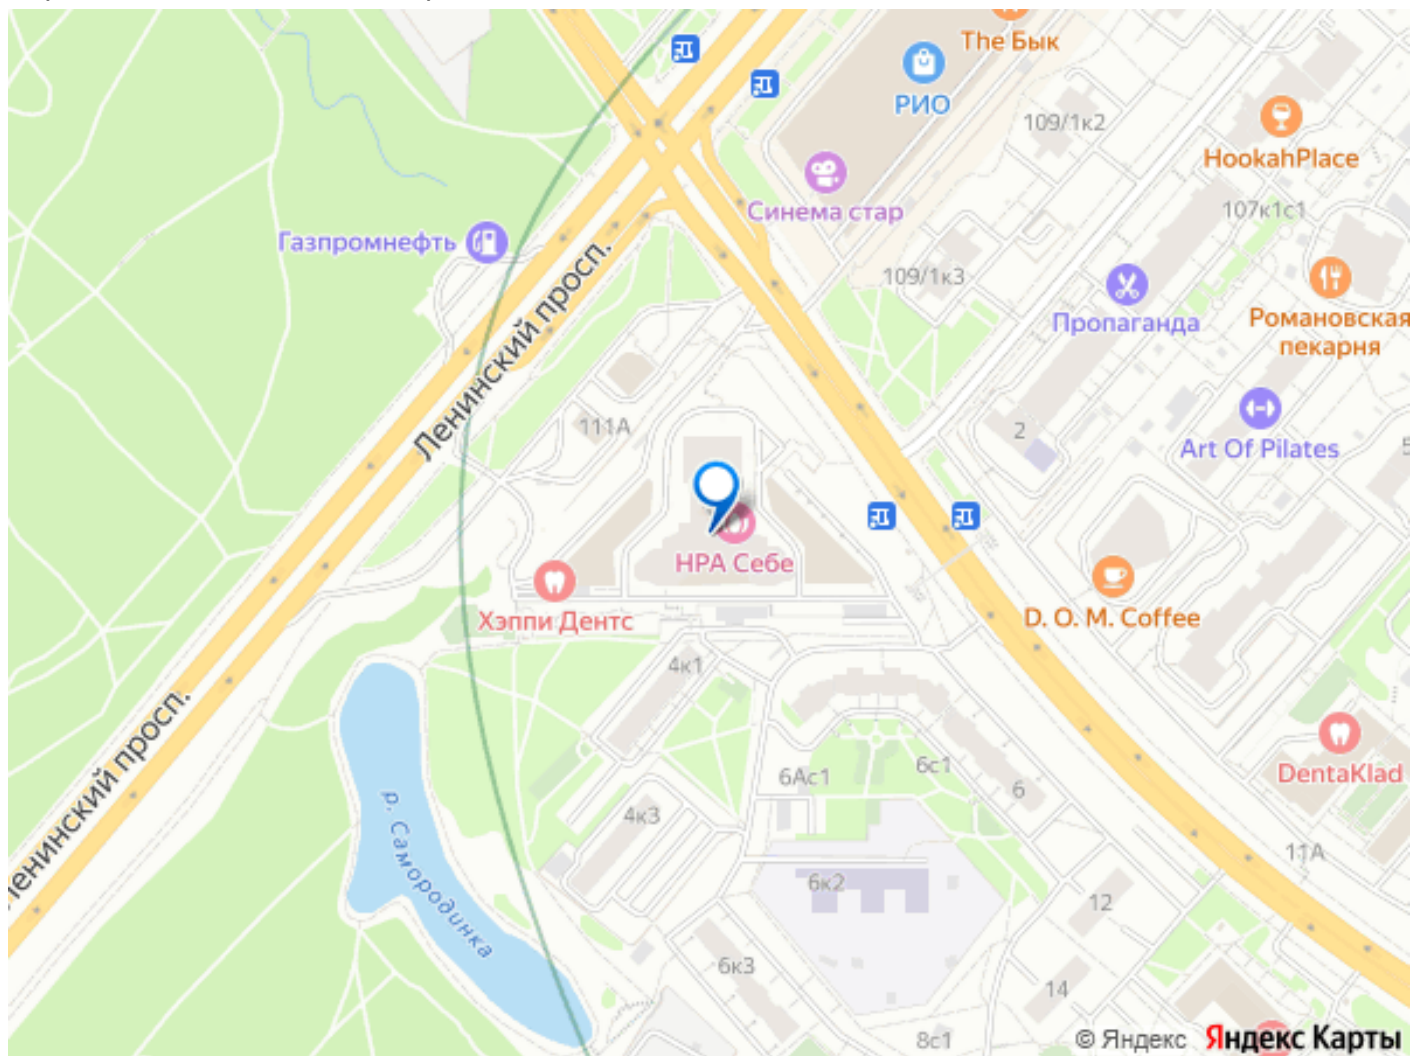 The Бык
РИО
109/1к2
HookahPlace
Синема стар
107к1с1
Газпромнефть
109/1к3
Пропаганда
Романовская
пекарня
Ленинский просп.
111А
2
Art Of Pilates
НРА Себе
Хэппи Дентс
D. O. M. Coffee
4к1
Ленинский просп.
6Ас1
6с1
6
DentaKlad
4к3
р. Самородинка
11А
6к2
12
6к3
14
8с1
© Яндекс Яндекс Карты